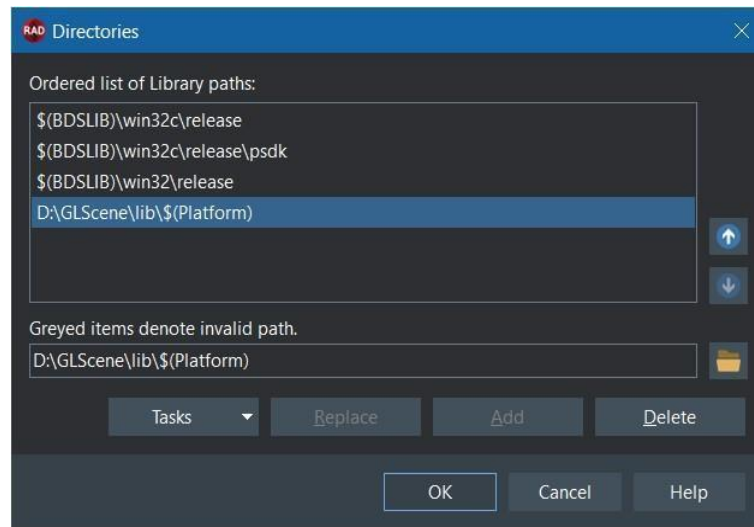 RAD Directories
Ordered list of Library paths:
$(BDSLIB)\win32c\release
$(BDSLIB)\win32c\release\psdk
$(BDSLIB)\win32\release
D:\GLScene\lib\$(Platform)
Greyed items denote invalid path.
D:\GLScene\lib\$(Platform)
Tasks Replace Add Delete
OK Cancel Help